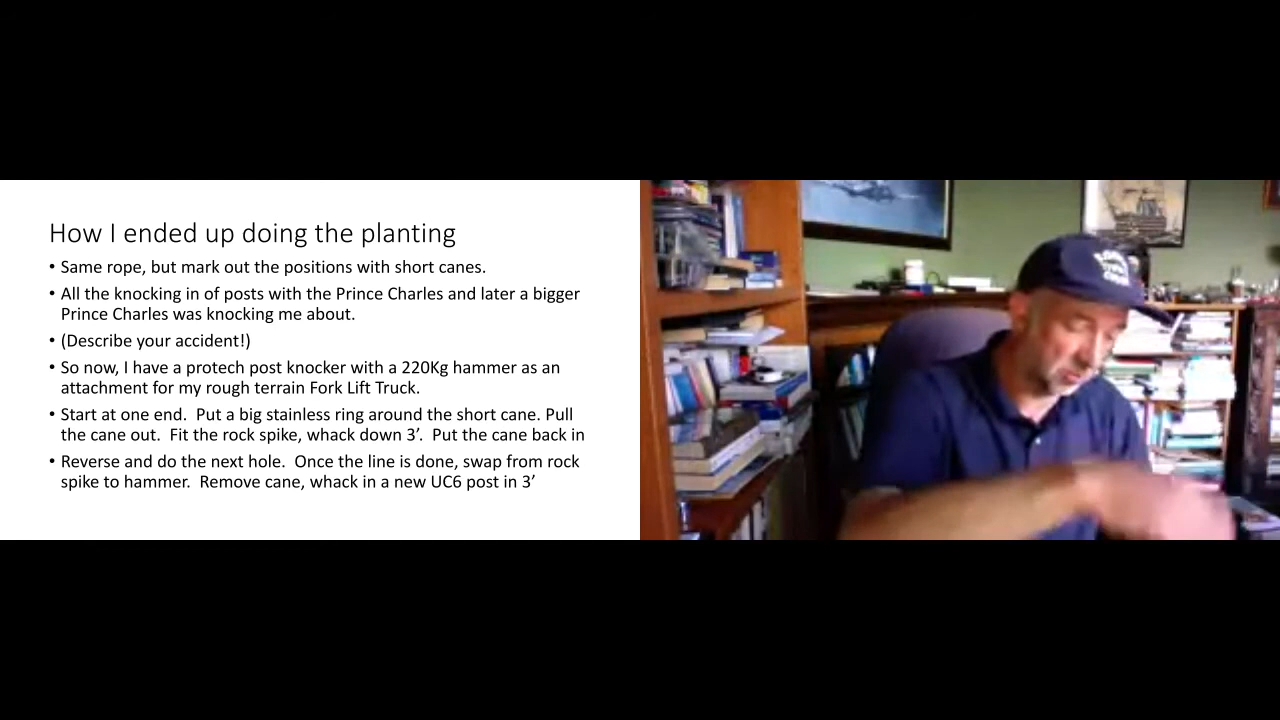 How I ended up doing the planting
• Same rope, but mark out the positions with short canes.
• All the knocking in of posts with the Prince Charles and later a bigger
Prince Charles was knocking me about.
• (Describe your accident!)
• So now, I have a protech post knocker with a 220Kg hammer as an
attachment for my rough terrain Fork Lift Truck.
• Start at one end.  Put a big stainless ring around the short cane. Pull
the cane out.  Fit the rock spike, whack down 3’.  Put the cane back in
• Reverse and do the next hole.  Once the line is done, swap from rock
spike to hammer.  Remove cane, whack in a new UC6 post in 3’